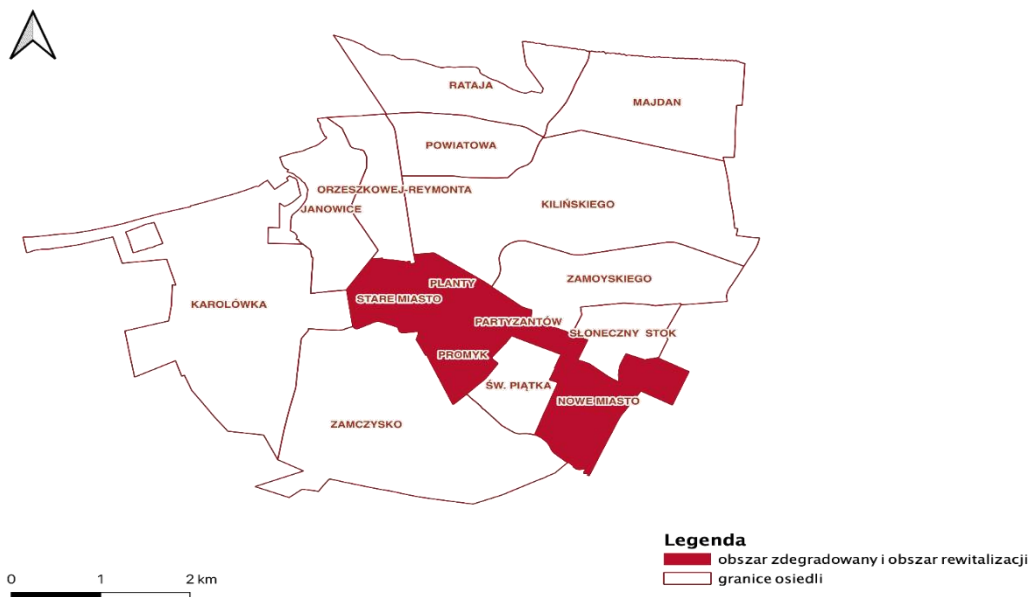 RATAJA
MAJDAN
POWIATOWA
ORZESZKOWEJ-REYMONTA
JANOWICE
KILIŃSKIEGO
ZAMOYSKIEGO
PLANTY
STARE MIASTO
KAROLÓWKA
PARTYZANTÓW
SŁONECZNY STOK
PROMYK
ŚW. PIĄTKA
NOWE MIASTO
ZAMCZYSKO
Legenda
obszar zdegradowany i obszar rewitalizacji
granice osiedli
0 1 2 km